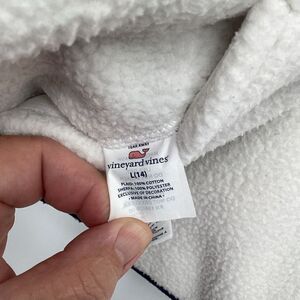 TEAR AWAY
vineyard vines
L(14)
PLAID: 100% COTTON
SHERPA: 100% POLYESTER
EXCLUSIVE OF DECORATION
• MADE IN CHINA •